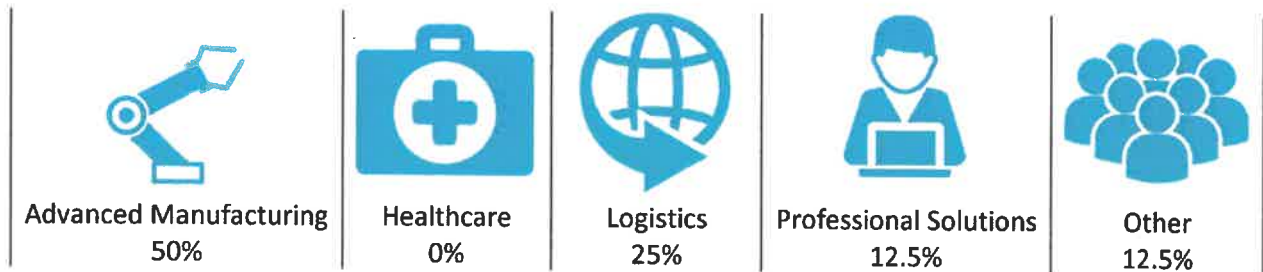 Advanced Manufacturing
50%
Healthcare
0%
Logistics
25%
Professional Solutions
12.5%
Other
12.5%